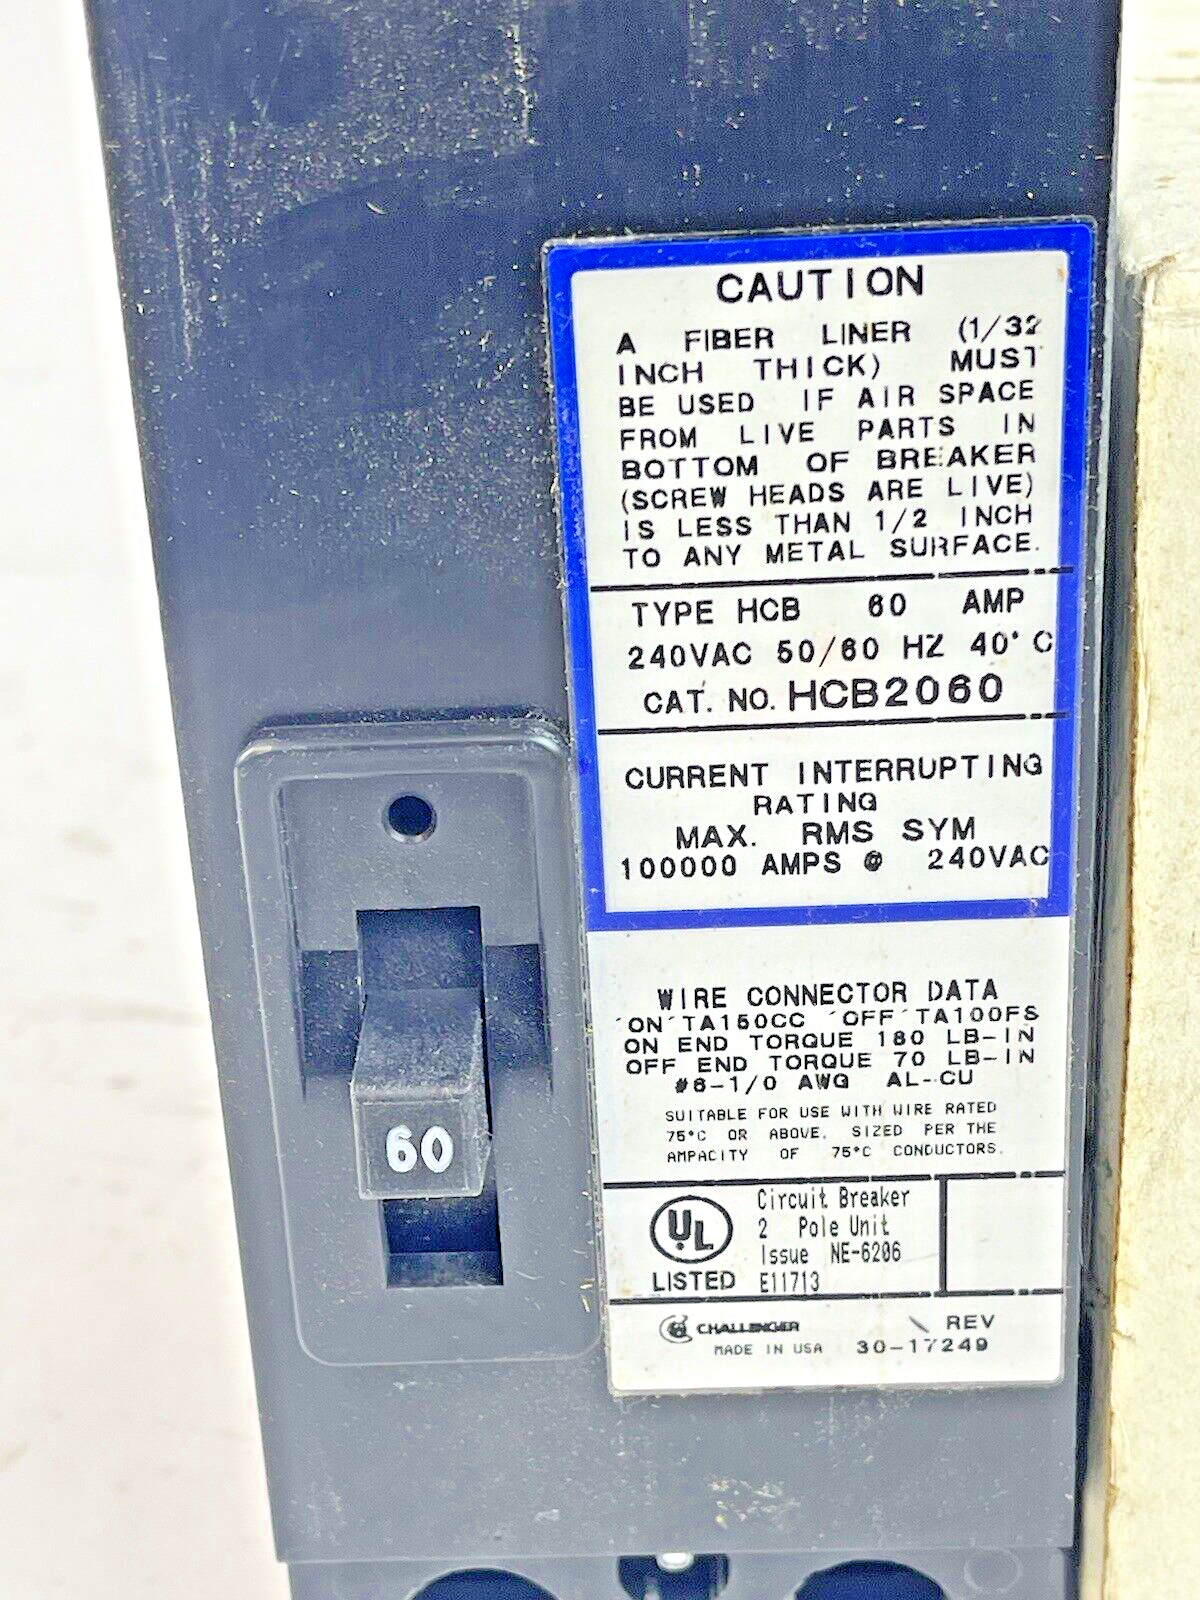 CAUTION
A FIBER LINER (1/32
INCH THICK) MUST
BE USED IF AIR SPACE
FROM LIVE PARTS IN
BOTTOM OF BREAKER
(SCREW HEADS ARE LIVE)
IS LESS THAN 1/2 INCH
TO ANY METAL SURFACE.
TYPE HCB 60 AMP
240VAC 50/60 HZ 40°C
CAT. NO. HCB2060
CURRENT INTERRUPTING
RATING
MAX. RMS SYM
100000 AMPS @ 240VAC
WIRE CONNECTOR DATA
'ON' TA150CC 'OFF' TA100FS
ON END TORQUE 180 LB-IN
OFF END TORQUE 70 LB-IN
#6-1/0 AWG AL-CU
SUITABLE FOR USE WITH WIRE RATED
75°C OR ABOVE, SIZED PER THE
AMPACITY OF 75°C CONDUCTORS.
60
UL
LISTED
Circuit Breaker
2 Pole Unit
Issue NE-6206
E11713
CHALLENGER
MADE IN USA
REV
30-17249